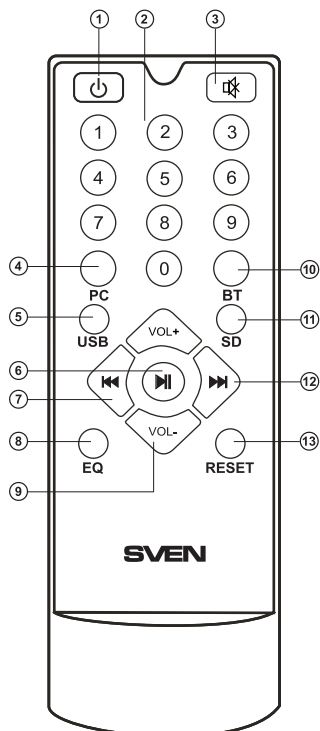 1 2 3
1 2 3
4 5 6
7 8 9
4 0 10
PC BT
5 11
USB VOL+ SD
6
7 12
8 VOL- 13
EQ RESET
9
SVEN